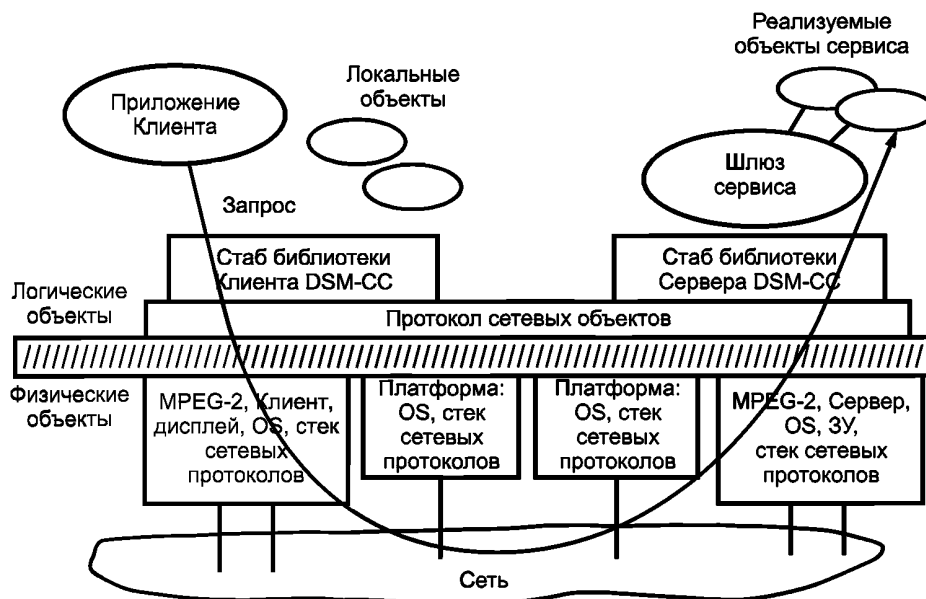 Реализуемые
объекты сервиса
Локальные
объекты
Приложение
Клиента
Шлюз
сервиса
Запрос
Стаб библиотеки
Клиента DSM-CC
Стаб библиотеки
Сервера DSM-CC
Логические
объекты
Протокол сетевых объектов
Физические
объекты
MPEG-2, Клиент,
дисплей, OS, стек
сетевых
протоколов
Платформа:
OS, стек
сетевых
протоколов
Платформа:
OS, стек
сетевых
протоколов
MPEG-2, Сервер,
OS, ЗУ,
стек сетевых
протоколов
Сеть